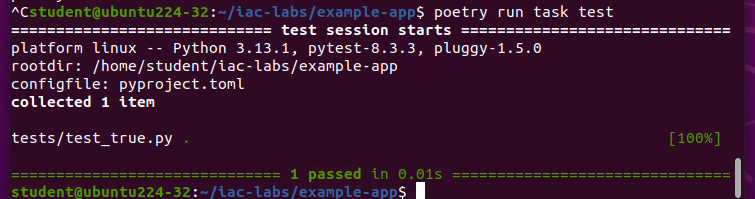 ^Cstudent@ubuntu224-32:~/iac-labs/example-app$ poetry run task test
============================= test session starts ==============================
platform linux -- Python 3.13.1, pytest-8.3.3, pluggy-1.5.0
rootdir: /home/student/iac-labs/example-app
configfile: pyproject.toml
collected 1 item
tests/test_true.py . [100%]
============================== 1 passed in 0.01s ===============================
student@ubuntu224-32:~/iac-labs/example-app$